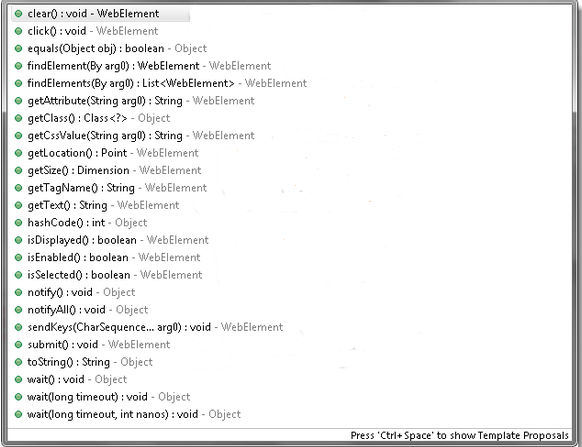 clear() : void - WebElement
click() : void - WebElement
equals(Object obj) : boolean - Object
findElement(By arg0) : WebElement - WebElement
findElements(By arg0) : List<WebElement> - WebElement
getAttribute(String arg0) : String - WebElement
getClass() : Class<?> - Object
getCssValue(String arg0) : String - WebElement
getLocation() : Point - WebElement
getSize() : Dimension - WebElement
getTagName() : String - WebElement
getText() : String - WebElement
hashCode() : int - Object
isDisplayed() : boolean - WebElement
isEnabled() : boolean - WebElement
isSelected() : boolean - WebElement
notify() : void - Object
notifyAll() : void - Object
sendKeys(CharSequence... arg0) : void - WebElement
submit() : void - WebElement
toString() : String - Object
wait() : void - Object
wait(long timeout) : void - Object
wait(long timeout, int nanos) : void - Object
Press 'Ctrl+Space' to show Template Proposals